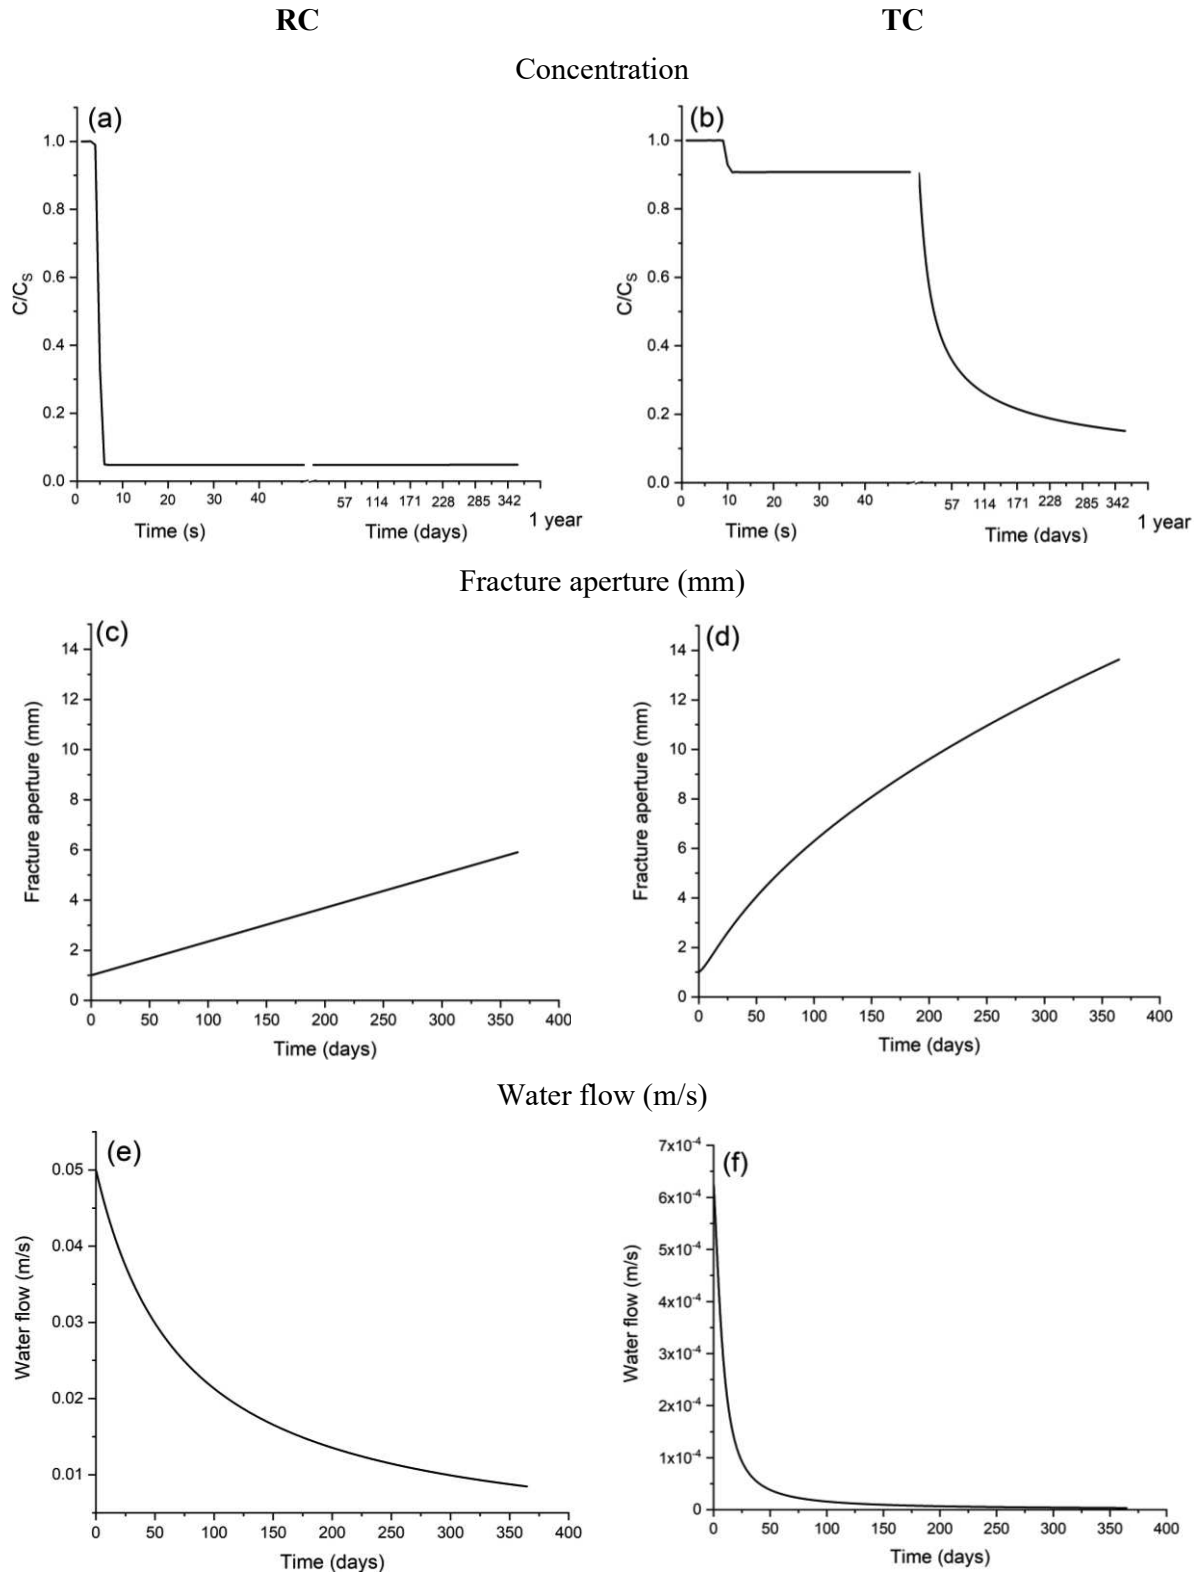 RC TC
Concentration
(a) (b)
1.0 1.0
0.8 0.8
C/CS 0.6 C/CS 0.6
0.4 0.4
0.2 0.2
0.0 0.0
0 10 20 30 40 57 114 171 228 285 342 0 10 20 30 40 57 114 171 228 285 342
Time (s) Time (days) 1 year Time (s) Time (days) 1 year
Fracture aperture (mm)
(c) (d)
14 14
12 12
10 10
Fracture aperture (mm) 8 Fracture aperture (mm) 8
6 6
4 4
2 2
0 0
0 50 100 150 200 250 300 350 400 0 50 100 150 200 250 300 350 400
Time (days) Time (days)
Water flow (m/s)
(e) (f)
0.05 7x10-4
0.04 6x10-4
Water flow (m/s) 0.03 5x10-4
0.02 Water flow (m/s) 4x10-4
0.01 3x10-4
2x10-4
1x10-4
0
0 50 100 150 200 250 300 350 400 0 50 100 150 200 250 300 350 400
Time (days) Time (days)